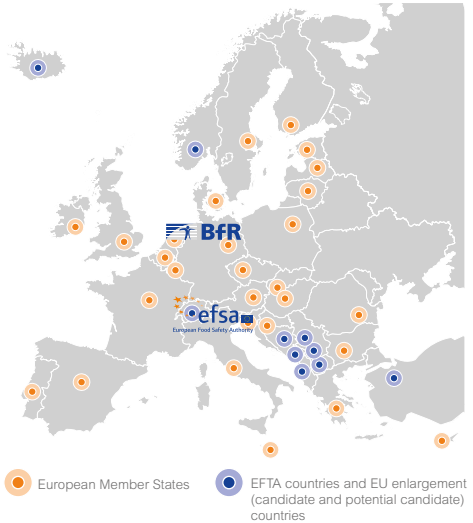 BfR
efsa
European Food Safety Authority
European Member States
EFTA countries and EU enlargement
(candidate and potential candidate)
countries